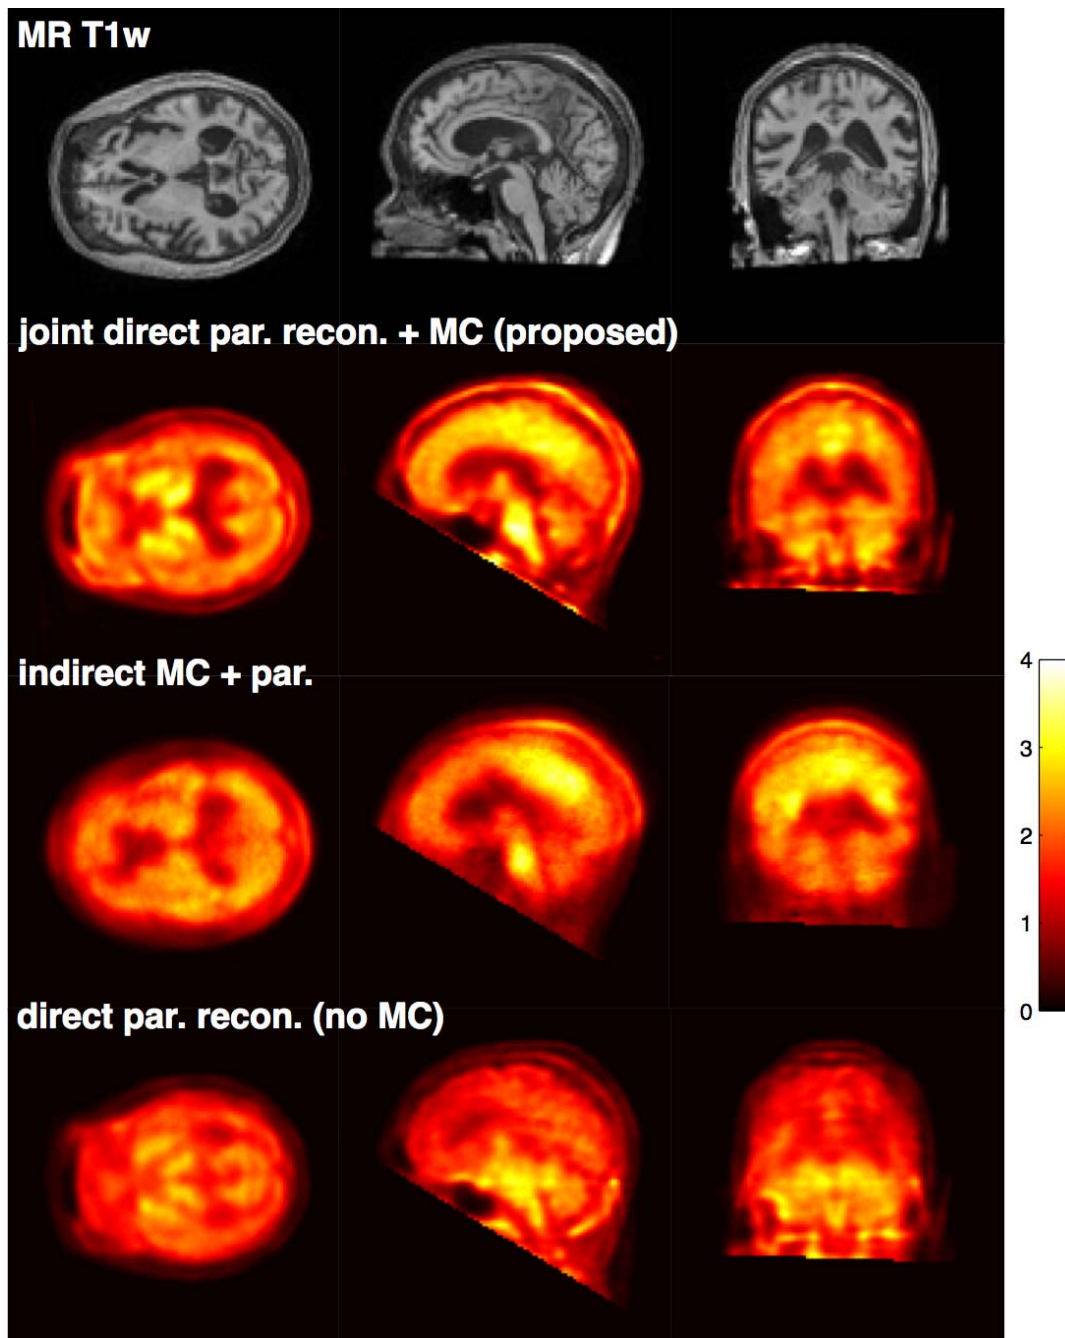 MR T1w
joint direct par. recon. + MC (proposed)
indirect MC + par.
4
3
2
1
0
direct par. recon. (no MC)